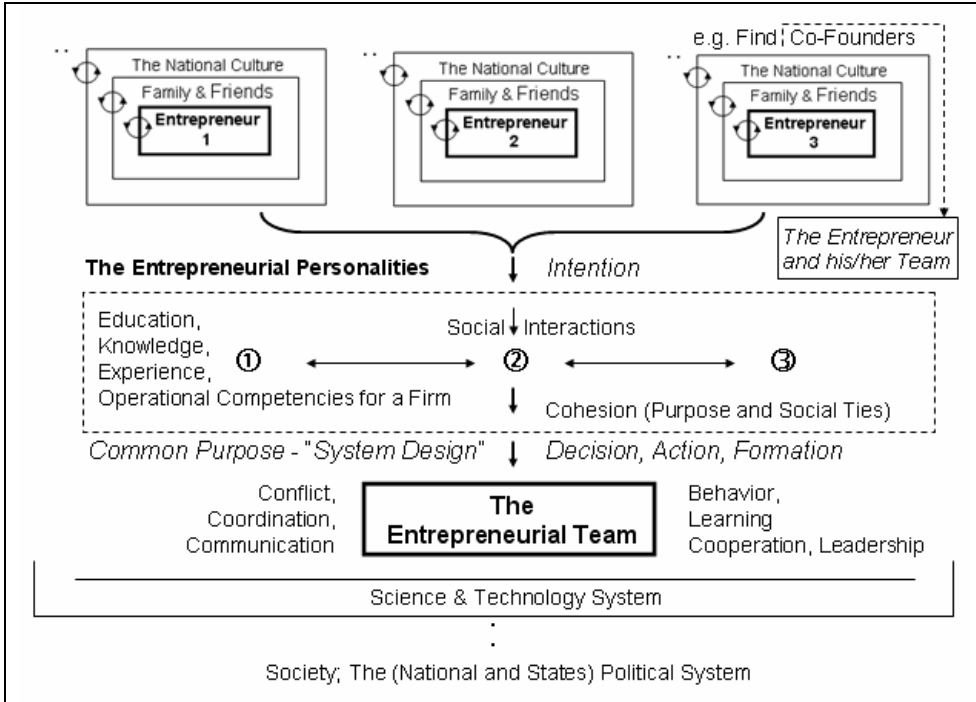 e.g. Find Co-Founders
The National Culture
Family & Friends
Entrepreneur
1
The National Culture
Family & Friends
Entrepreneur
2
The National Culture
Family & Friends
Entrepreneur
3
The Entrepreneur
and his/her Team
The Entrepreneurial Personalities
Intention
Education,
Knowledge,
Experience,
Operational Competencies for a Firm
Social Interactions
①
②
③
Cohesion (Purpose and Social Ties)
Common Purpose - "System Design"
Decision, Action, Formation
Conflict,
Coordination,
Communication
The
Entrepreneurial Team
Behavior,
Learning
Cooperation, Leadership
Science & Technology System
Society; The (National and States) Political System